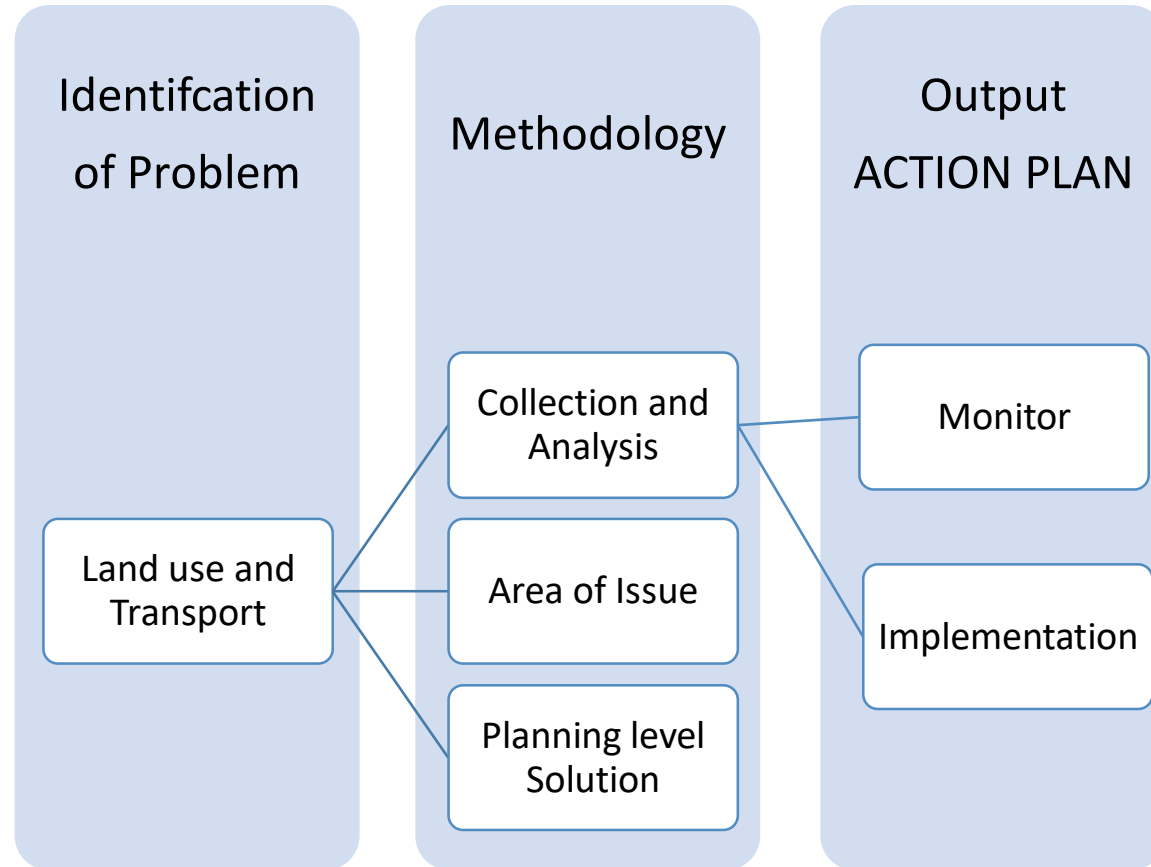 Identifcation
of Problem
Methodology
Output
ACTION PLAN
Land use and
Transport
Collection and
Analysis
Area of Issue
Planning level
Solution
Monitor
Implementation